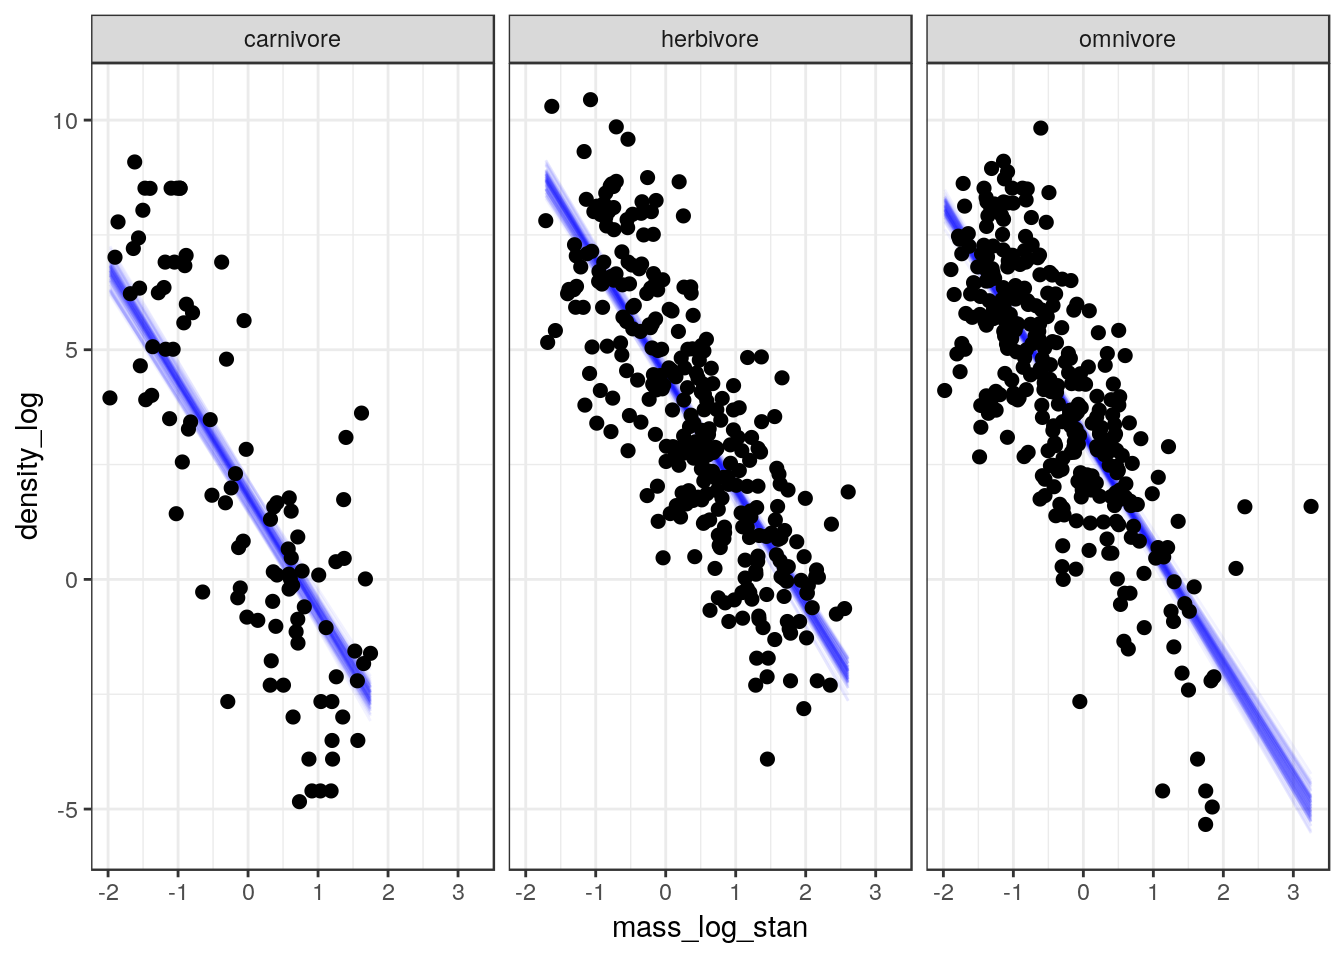 carnivore herbivore omnivore
10
5
0
-5
density_log
-2 -1 0 1 2 3 -2 -1 0 1 2 3 -2 -1 0 1 2 3
mass_log_stan